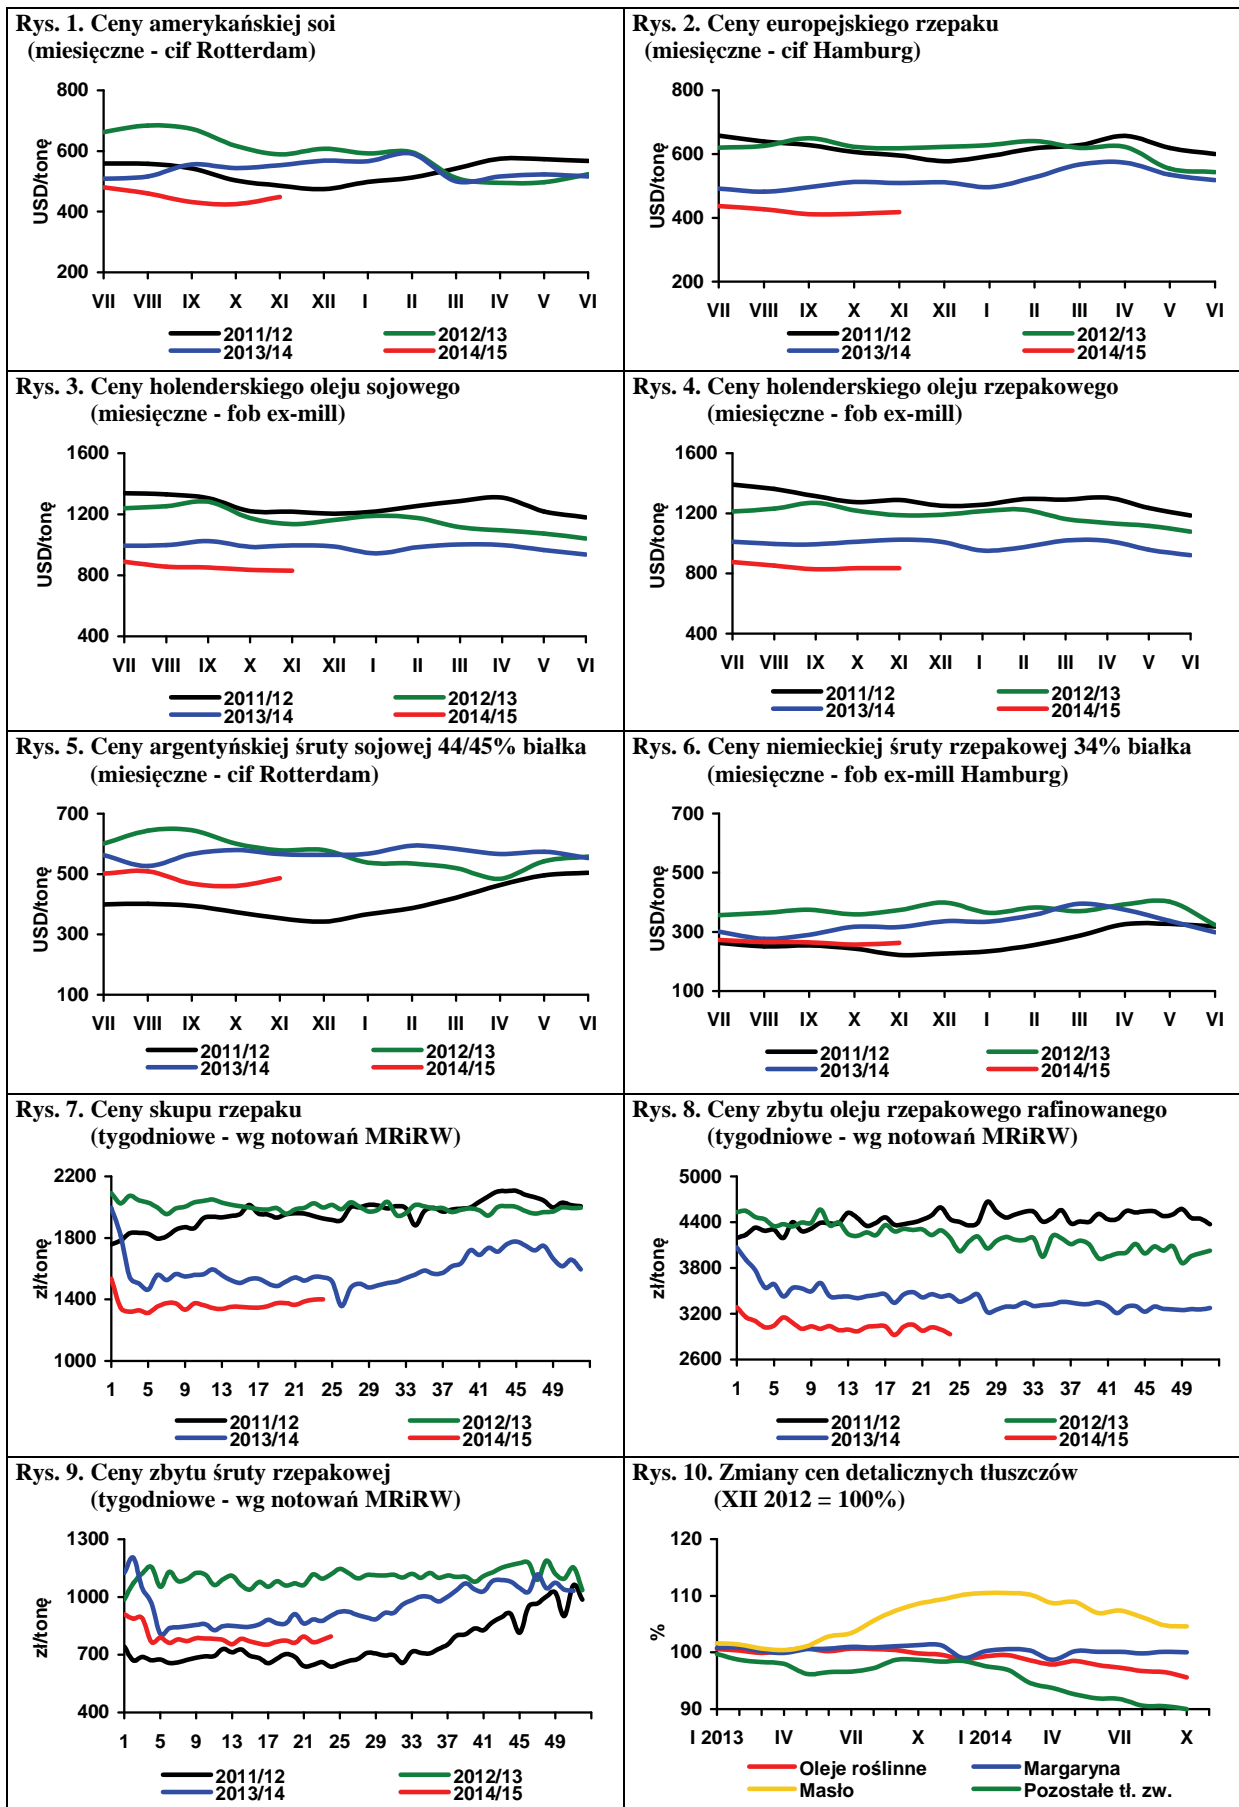 Rys. 1. Ceny amerykańskiej soi
(miesięczne - cif Rotterdam)
800
600
400
200
USD/tonę
VII VIII IX X XI XII I II III IV V VI
2011/12 2012/13
2013/14 2014/15
Rys. 2. Ceny europejskiego rzepaku
(miesięczne - cif Hamburg)
800
600
400
200
USD/tonę
VII VIII IX X XI XII I II III IV V VI
2011/12 2012/13
2013/14 2014/15
Rys. 3. Ceny holenderskiego oleju sojowego
(miesięczne - fob ex-mill)
1600
1200
800
400
USD/tonę
VII VIII IX X XI XII I II III IV V VI
2011/12 2012/13
2013/14 2014/15
Rys. 4. Ceny holenderskiego oleju rzepakowego
(miesięczne - fob ex-mill)
1600
1200
800
400
USD/tonę
VII VIII IX X XI XII I II III IV V VI
2011/12 2012/13
2013/14 2014/15
Rys. 5. Ceny argentyńskiej śruty sojowej 44/45% białka
(miesięczne - cif Rotterdam)
700
500
300
100
USD/tonę
VII VIII IX X XI XII I II III IV V VI
2011/12 2012/13
2013/14 2014/15
Rys. 6. Ceny niemieckiej śruty rzepakowej 34% białka
(miesięczne - fob ex-mill Hamburg)
700
500
300
100
USD/tonę
VII VIII IX X XI XII I II III IV V VI
2011/12 2012/13
2013/14 2014/15
Rys. 7. Ceny skupu rzepaku
(tygodniowe - wg notowań MRiRW)
2200
1800
1400
1000
zł/tonę
1 5 9 13 17 21 25 29 33 37 41 45 49
2011/12 2012/13
2013/14 2014/15
Rys. 8. Ceny zbytu oleju rzepakowego rafinowanego
(tygodniowe - wg notowań MRiRW)
5000
4400
3800
3200
2600
zł/tonę
1 5 9 13 17 21 25 29 33 37 41 45 49
2011/12 2012/13
2013/14 2014/15
Rys. 9. Ceny zbytu śruty rzepakowej
(tygodniowe - wg notowań MRiRW)
1300
1000
700
400
zł/tonę
1 5 9 13 17 21 25 29 33 37 41 45 49
2011/12 2012/13
2013/14 2014/15
Rys. 10. Zmiany cen detalicznych tłuszczów
(XII 2012 = 100%)
120
110
100
90
%
I 2013 IV VII X I 2014 IV VII X
Oleje roślinne Margaryna
Masło Pozostałe tł. zw.